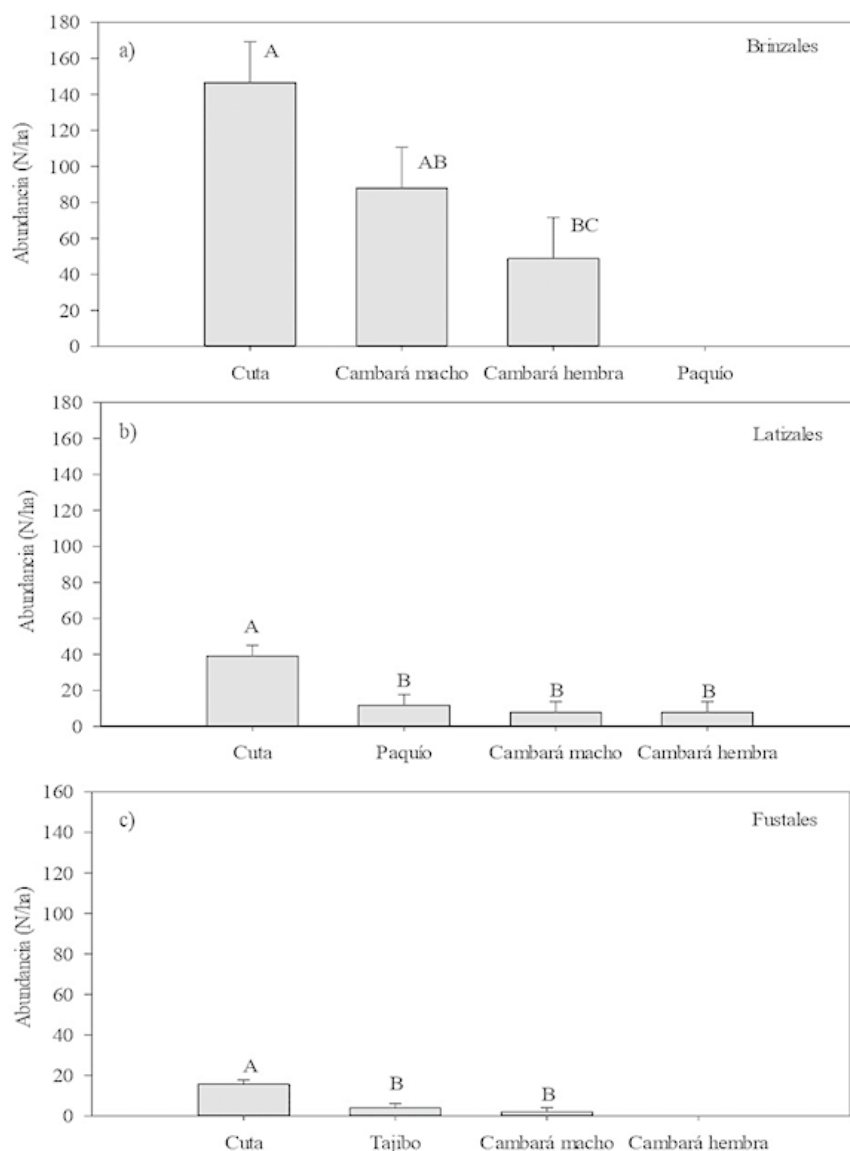 180
a)
Brinzales
160
A
140
120
AB
100
80
BC
60
40
20
0
Abundancia (N/ha)
Cuta Cambará macho Cambará hembra Paquío
180
b)
Latizales
160
140
120
100
80
60
A
40
B B B
20
0
Abundancia (N/ha)
Cuta Paquío Cambará macho Cambará hembra
160
c)
Fustales
140
120
100
80
60
40
A
20
B B
0
Abundancia (N/ha)
Cuta Tajibo Cambará macho Cambará hembra